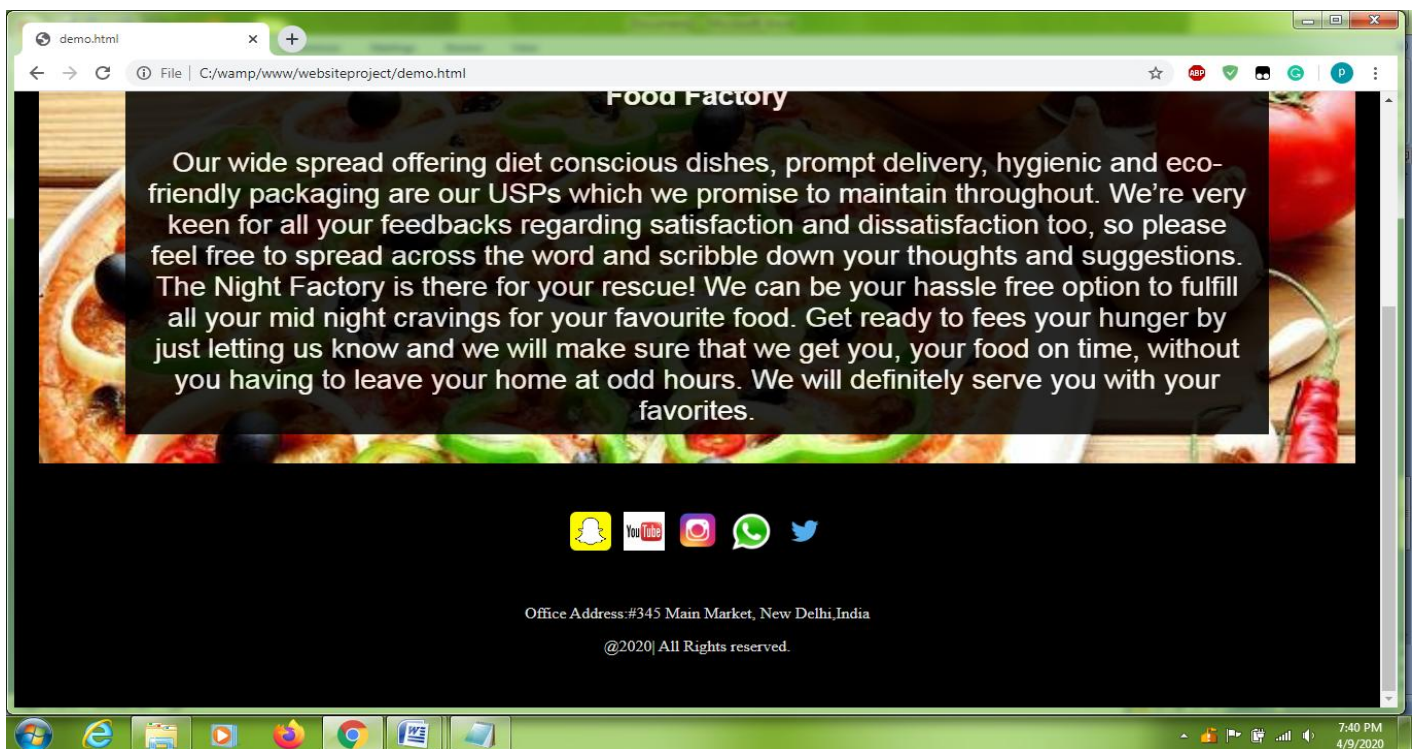 demo.html
File | C:/wamp/www/websiteproject/demo.html
ABP
G
P
Food Factory
Our wide spread offering diet conscious dishes, prompt delivery, hygienic and eco-
friendly packaging are our USPs which we promise to maintain throughout. We’re very
keen for all your feedbacks regarding satisfaction and dissatisfaction too, so please
feel free to spread across the word and scribble down your thoughts and suggestions.
The Night Factory is there for your rescue! We can be your hassle free option to fulfill
all your mid night cravings for your favourite food. Get ready to fees your hunger by
just letting us know and we will make sure that we get you, your food on time, without
you having to leave your home at odd hours. We will definitely serve you with your
favorites.
YouTube
Office Address:#345 Main Market, New Delhi,India
@2020| All Rights reserved.
7:40 PM
4/9/2020